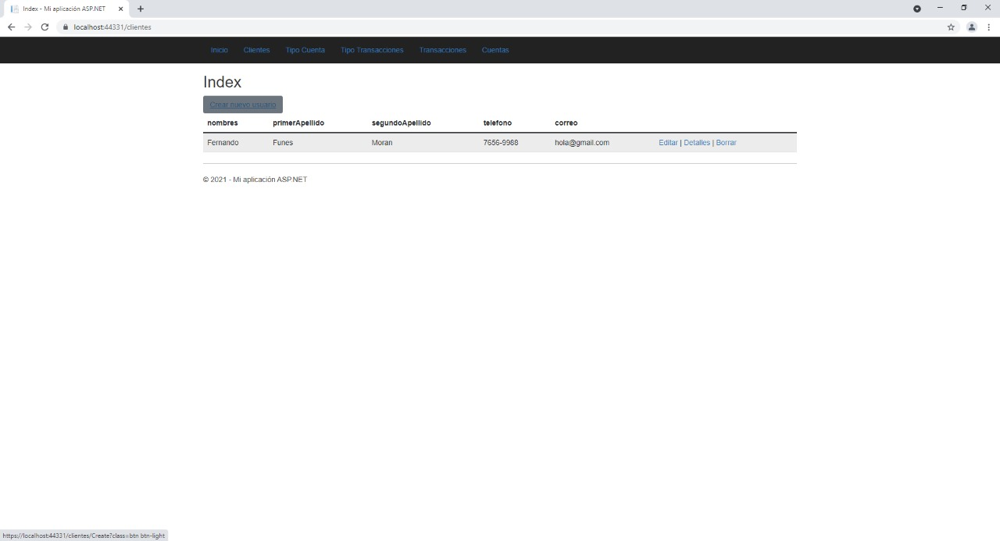 Index - Mi aplicación ASP.NET
localhost:44331/clientes
Inicio Clientes Tipo Cuenta Tipo Transacciones Transacciones Cuentas
Index
Crear nuevo usuario
nombres primerApellido segundoApellido telefono correo
Fernando Funes Moran 7656-9988 hola@gmail.com Editar | Detalles | Borrar
© 2021 - Mi aplicación ASP.NET
https://localhost:44331/clientes/Create?class=btn btn-light